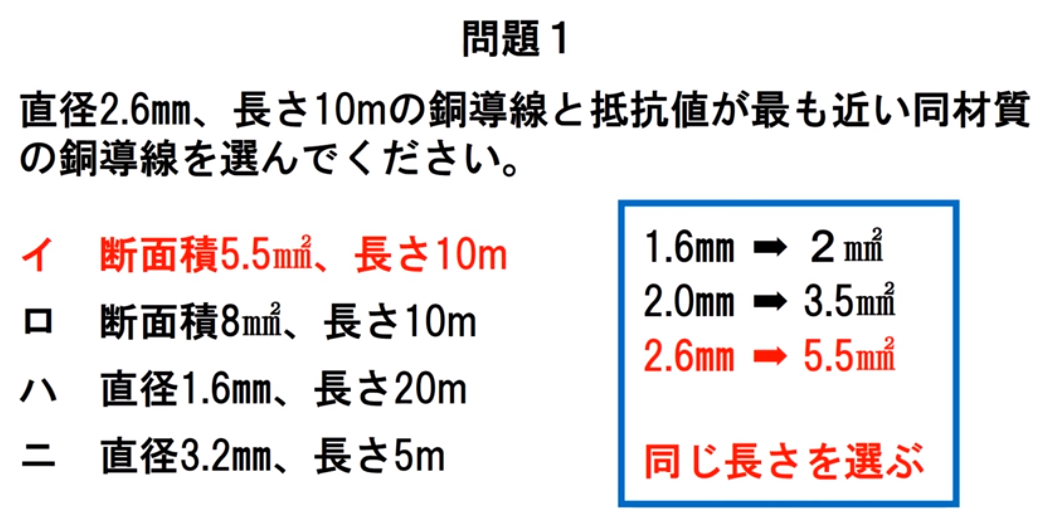 問題1
直径2.6mm、長さ10mの銅導線と抵抗値が最も近い同材質
の銅導線を選んでください。
イ 断面積5.5㎟、長さ10m
ロ 断面積8㎟、長さ10m
ハ 直径1.6mm、長さ20m
ニ 直径3.2mm、長さ5m
1.6mm ➡ 2㎟
2.0mm ➡ 3.5㎟
2.6mm ➡ 5.5㎟
同じ長さを選ぶ